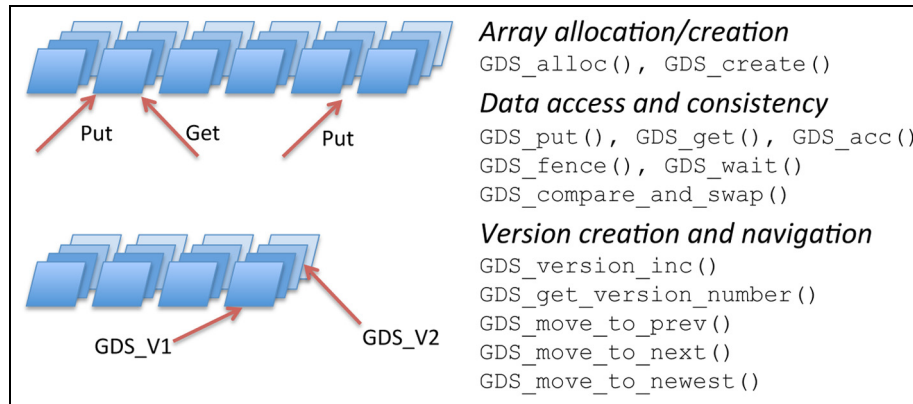 Put
Get
Put
GDS_V1
GDS_V2
Array allocation/creation
GDS_alloc(), GDS_create()
Data access and consistency
GDS_put(), GDS_get(), GDS_acc()
GDS_fence(), GDS_wait()
GDS_compare_and_swap()
Version creation and navigation
GDS_version_inc()
GDS_get_version_number()
GDS_move_to_prev()
GDS_move_to_next()
GDS_move_to_newest()